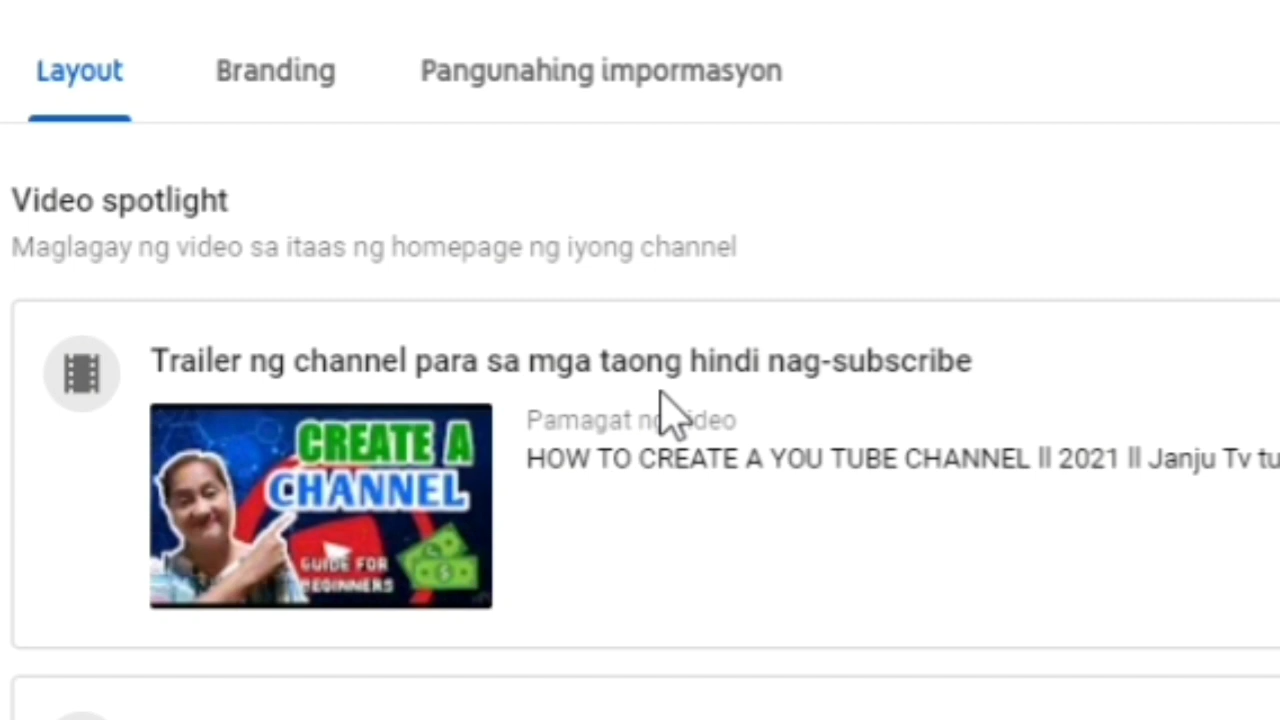 Layout Branding Pangunahing impormasyon
Video spotlight
Maglagay ng video sa itaas ng homepage ng iyong channel
Trailer ng channel para sa mga taong hindi nag-subscribe
Pamagat ng video
HOW TO CREATE A YOU TUBE CHANNEL ll 2021 ll Janju Tv tu
CREATE A
CHANNEL
GUIDE FOR
BEGINNERS